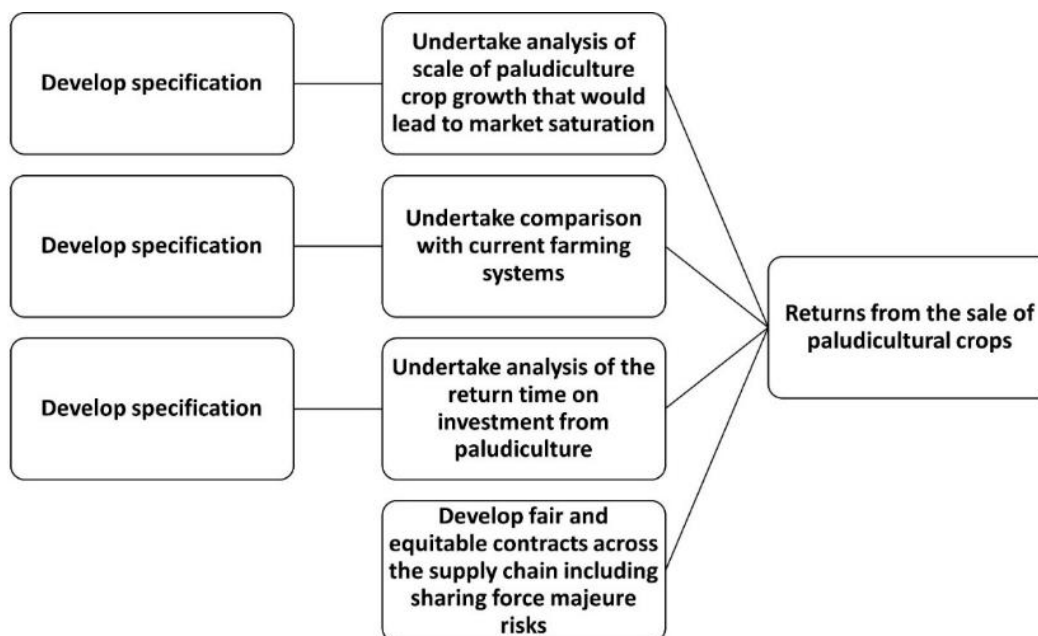 Develop specification
Undertake analysis of
scale of paludiculture
crop growth that would
lead to market saturation
Develop specification
Undertake comparison
with current farming
systems
Returns from the sale of
paludicultural crops
Develop specification
Undertake analysis of the
return time on
investment from
paludiculture
Develop fair and
equitable contracts across
the supply chain including
sharing force majeure
risks